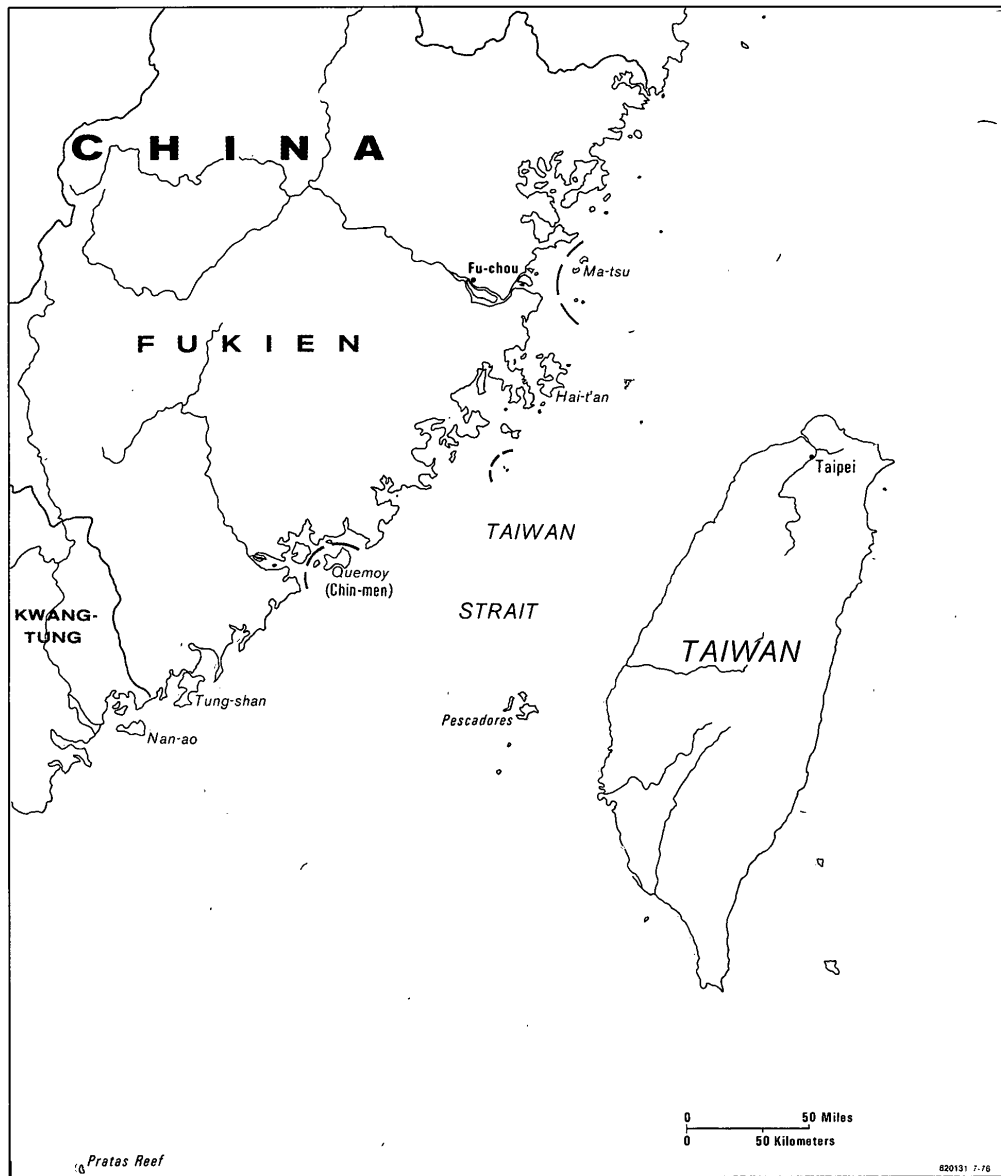 CHINA
Fu-chou
Ma-tsu
FUKIEN
Hai-t'an
Taipei
TAIWAN
STRAIT
Quemoy
(Chin-men)
KWANG-
TUNG
TAIWAN
Tung-shan
Pescadores
Nan-ao
0 50 Miles
0 50 Kilometers
Pratas Reef
620131 7-76